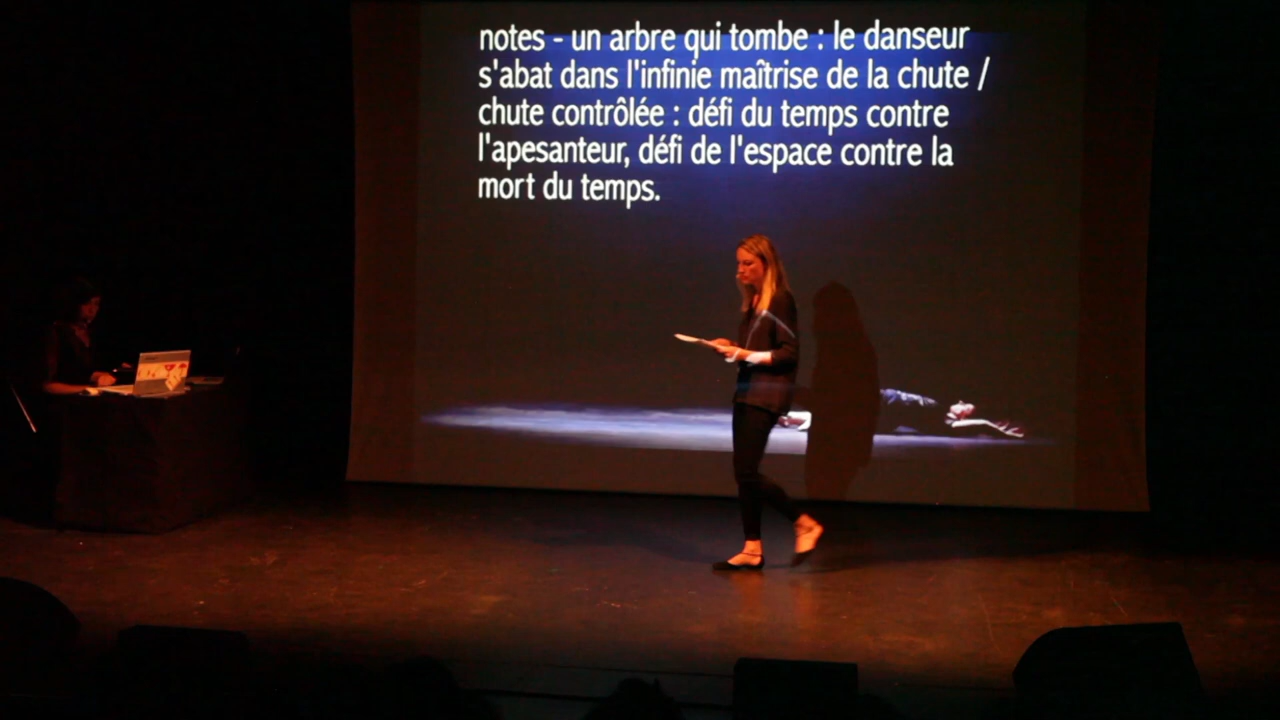 notes - un arbre qui tombe : le danseur
s'abat dans l'infinie maîtrise de la chute /
chute contrôlée : défi du temps contre
l'apesanteur, défi de l'espace contre la
mort du temps.